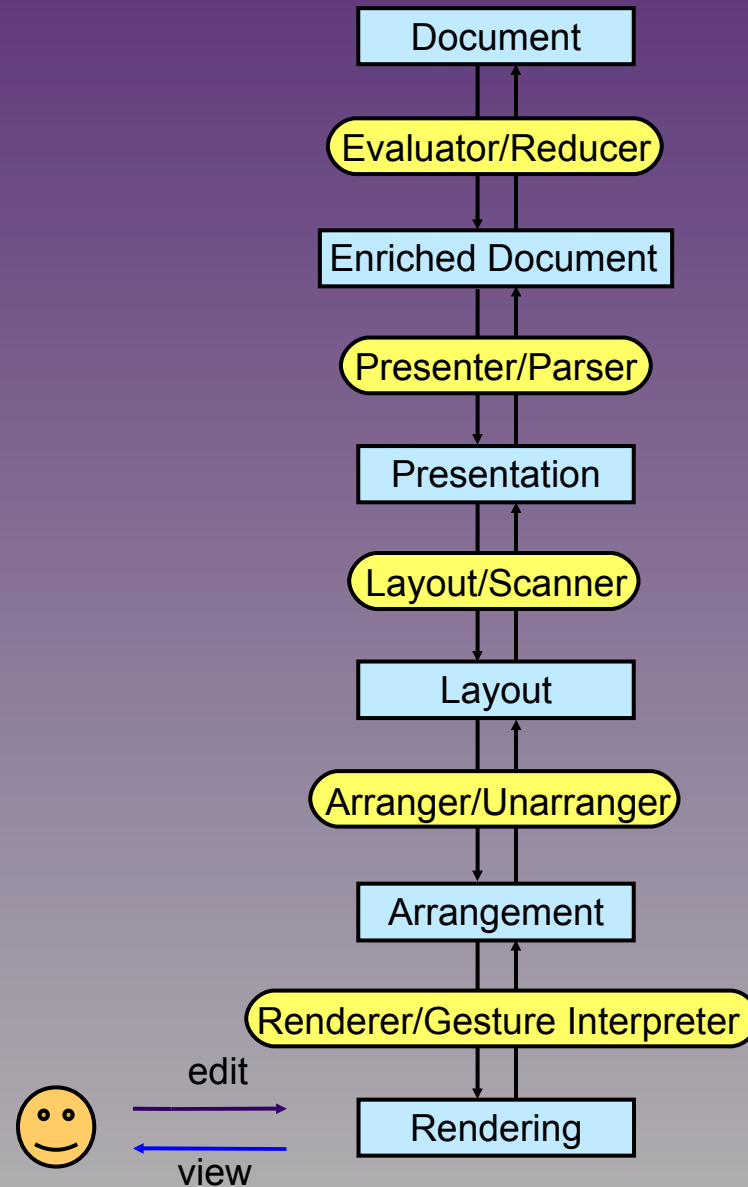 Document
Evaluator/Reducer
Enriched Document
Presenter/Parser
Presentation
Layout/Scanner
Layout
Arranger/Unarranger
Arrangement
Renderer/Gesture Interpreter
edit
Rendering
view